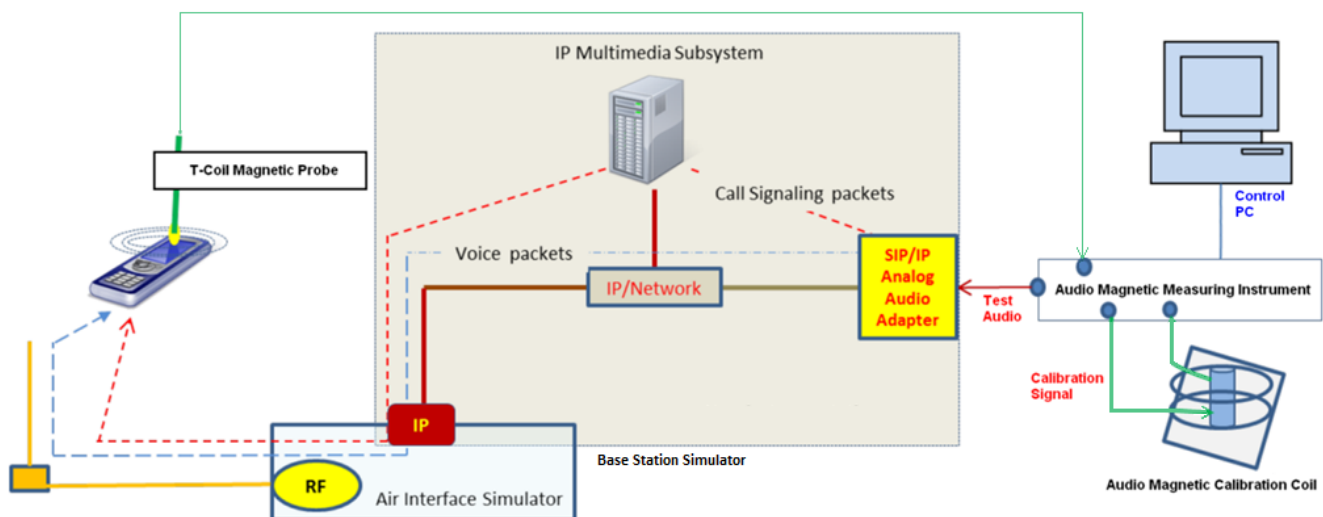 IP Multimedia Subsystem
T-Coil Magnetic Probe
Call Signaling packets
Control
PC
Voice packets
SIP/IP
Analog
Audio
Adapter
IP/Network
Test
Audio
Audio Magnetic Measuring Instrument
Calibration
Signal
IP
Base Station Simulator
RF
Air Interface Simulator
Audio Magnetic Calibration Coil